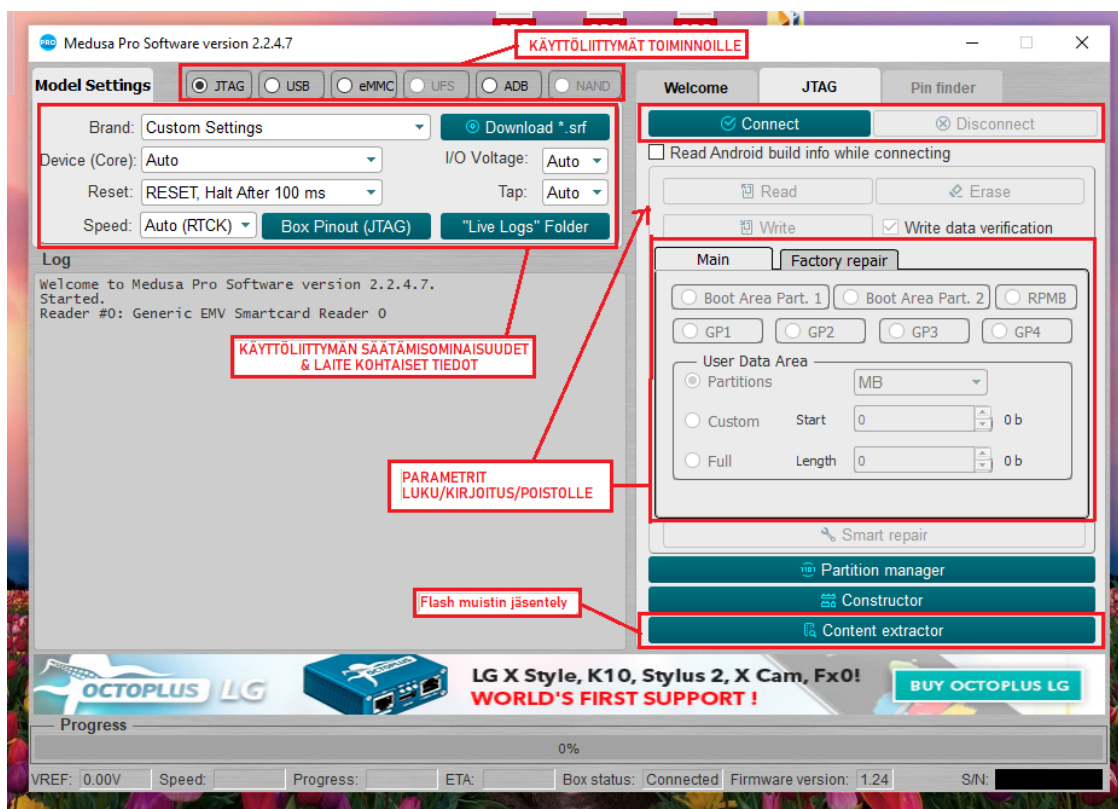 Medusa Pro Software version 2.2.4.7
KÄYTTÖLIITTYMÄT TOIMINNOILLE
Model Settings
JTAG USB eMMC UFS ADB NAND
Brand: Custom Settings Download *.srf
Device (Core): Auto I/O Voltage: Auto
Reset: RESET, Halt After 100 ms Tap: Auto
Speed: Auto (RTCK) Box Pinout (JTAG) "Live Logs" Folder
Log
Welcome to Medusa Pro Software version 2.2.4.7.
Started.
Reader #0: Generic EMV Smartcard Reader 0
KÄYTTÖLIITTYMÄN SÄÄTÄMISOMINAISUUDET
& LAITE KOHTAISET TIEDOT
PARAMETRIT
LUKU/KIRJOITUS/POISTOLLE
Flash muistin jäsentely
Welcome JTAG Pin finder
Connect Disconnect
Read Android build info while connecting
Read Erase
Write Write data verification
Main Factory repair
Boot Area Part. 1 Boot Area Part. 2 RPMB
GP1 GP2 GP3 GP4
User Data Area
Partitions MB
Custom Start 0 0 b
Full Length 0 0 b
Smart repair
Partition manager
Constructor
Content extractor
OCTOPLUS LG
LG X Style, K10, Stylus 2, X Cam, Fx0!
WORLD'S FIRST SUPPORT !
BUY OCTOPLUS LG
Progress
0%
VREF: 0.00V Speed: Progress: ETA: Box status: Connected Firmware version: 1.24 S/N: